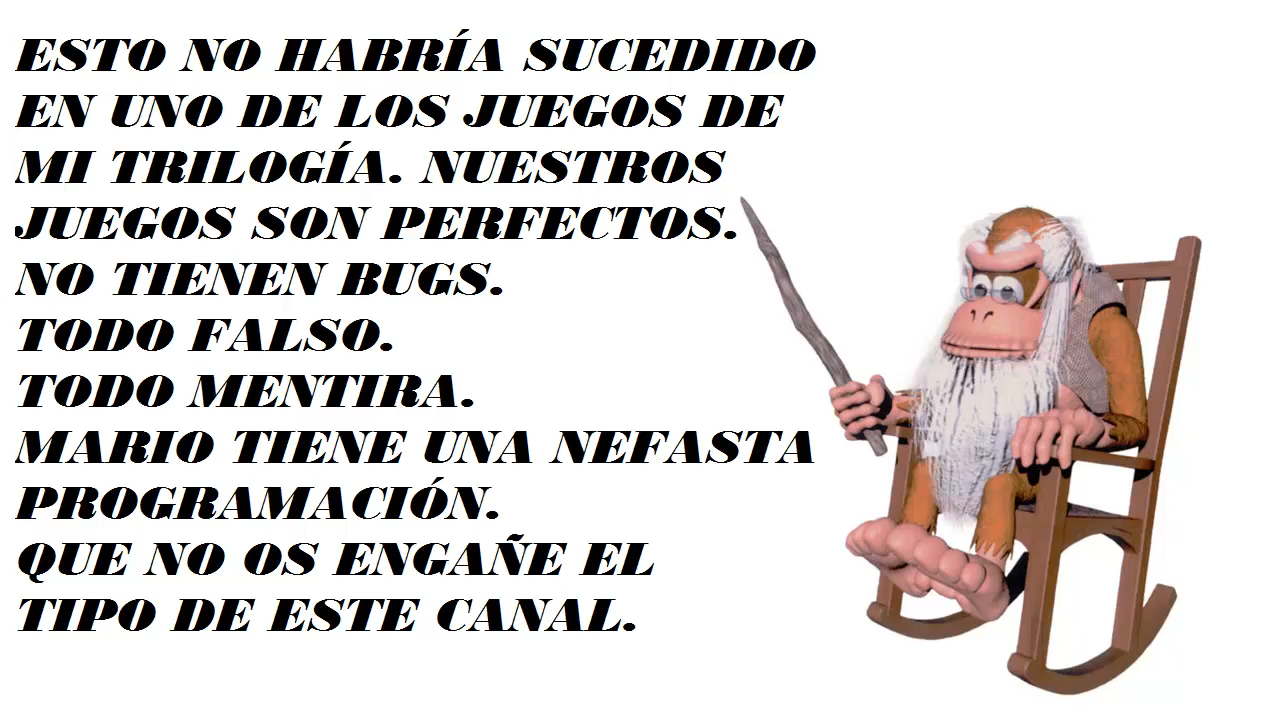 ESTO NO HABRÍA SUCEDIDO
EN UNO DE LOS JUEGOS DE
MI TRILOGÍA. NUESTROS
JUEGOS SON PERFECTOS.
NO TIENEN BUGS.
TODO FALSO.
TODO MENTIRA.
MARIO TIENE UNA NEFASTA
PROGRAMACIÓN.
QUE NO OS ENGAÑE EL
TIPO DE ESTE CANAL.